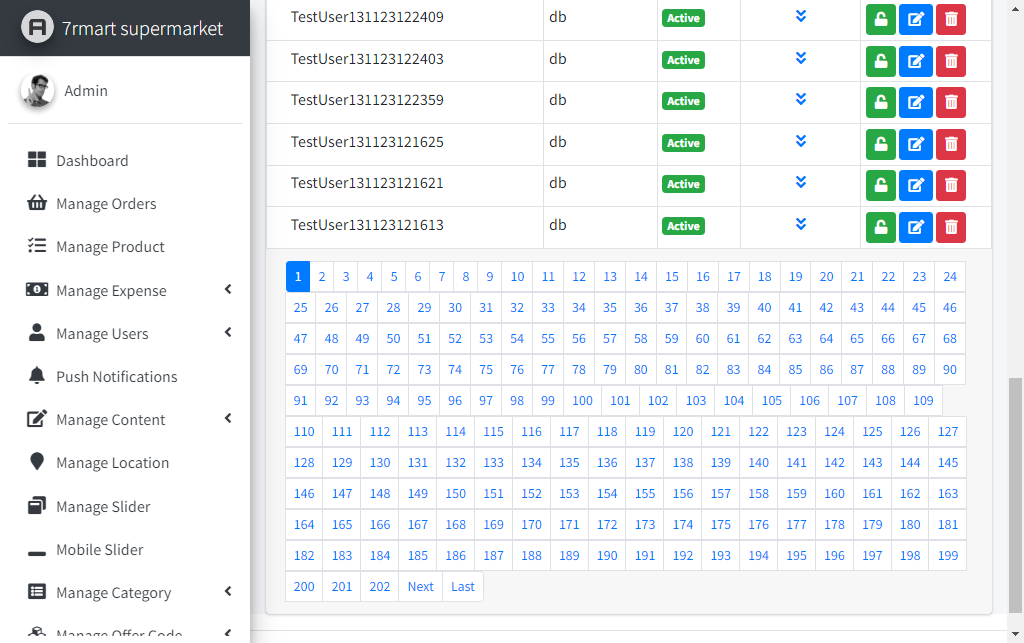 7rmart supermarket
Admin
Dashboard
Manage Orders
Manage Product
Manage Expense
Manage Users
Push Notifications
Manage Content
Manage Location
Manage Slider
Mobile Slider
Manage Category
Manage Offer Code
TestUser131123122409 db Active
TestUser131123122403 db Active
TestUser131123122359 db Active
TestUser131123121625 db Active
TestUser131123121621 db Active
TestUser131123121613 db Active
1 2 3 4 5 6 7 8 9 10 11 12 13 14 15 16 17 18 19 20 21 22 23 24
25 26 27 28 29 30 31 32 33 34 35 36 37 38 39 40 41 42 43 44 45 46
47 48 49 50 51 52 53 54 55 56 57 58 59 60 61 62 63 64 65 66 67 68
69 70 71 72 73 74 75 76 77 78 79 80 81 82 83 84 85 86 87 88 89 90
91 92 93 94 95 96 97 98 99 100 101 102 103 104 105 106 107 108 109
110 111 112 113 114 115 116 117 118 119 120 121 122 123 124 125 126 127
128 129 130 131 132 133 134 135 136 137 138 139 140 141 142 143 144 145
146 147 148 149 150 151 152 153 154 155 156 157 158 159 160 161 162 163
164 165 166 167 168 169 170 171 172 173 174 175 176 177 178 179 180 181
182 183 184 185 186 187 188 189 190 191 192 193 194 195 196 197 198 199
200 201 202 Next Last